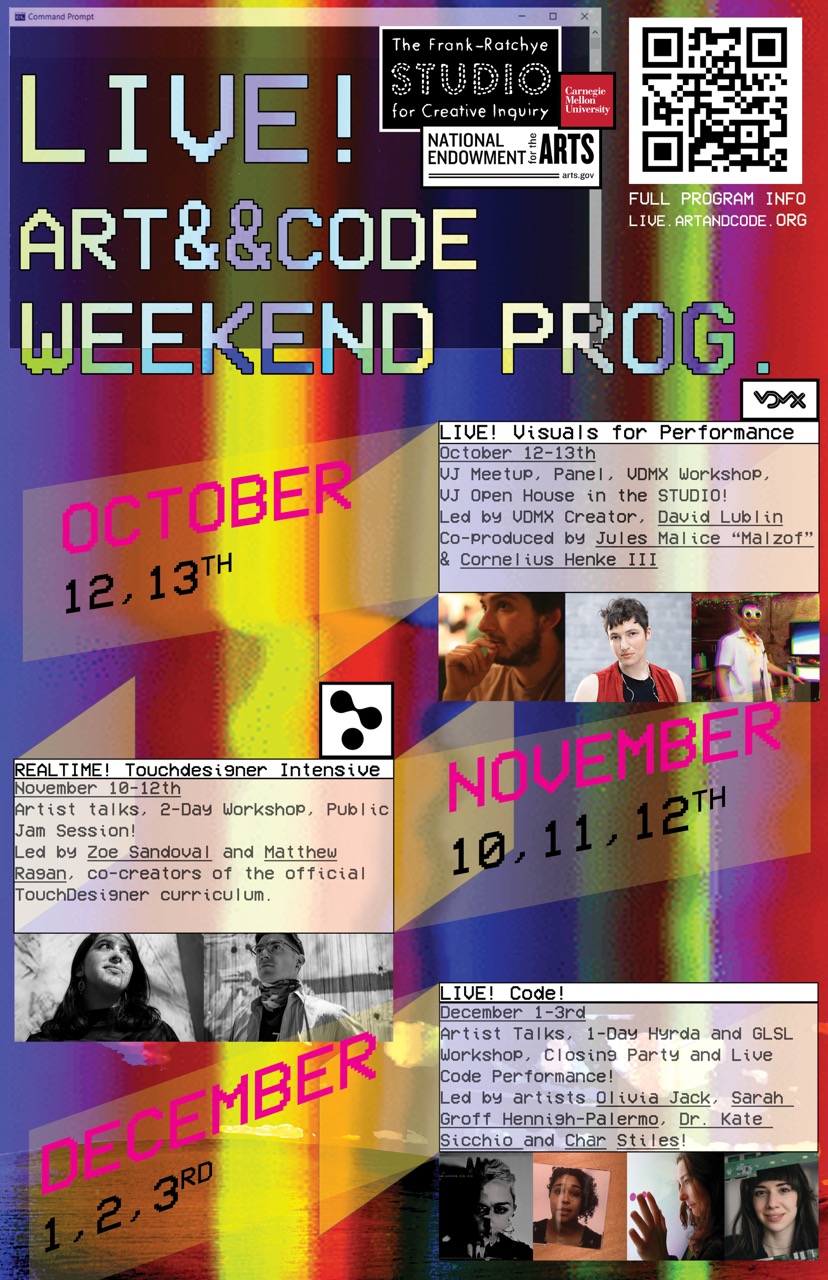 Command Prompt
The Frank-Ratchye
STUDIO
for Creative Inquiry
Carnegie
Mellon
University
NATIONAL
ENDOWMENT for the ARTS
arts.gov
LIVE!
ART&&CODE
WEEKEND PROG.
FULL PROGRAM INFO
LIVE.ARTANDCODE.ORG
VDMX
OCTOBER
12,13TH
LIVE! Visuals for Performance
October 12-13th
VJ Meetup, Panel, VDMX Workshop,
VJ Open House in the STUDIO!
Led by VDMX Creator, David Lublin
Co-produced by Jules Malice “Malzof”
& Cornelius Henke III
NOVEMBER
10,11,12TH
REALTIME! Touchdesigner Intensive
November 10-12th
Artist talks, 2-Day Workshop, Public
Jam Session!
Led by Zoe Sandoval and Matthew
Ragan, co-creators of the official
TouchDesigner curriculum.
DECEMBER
1,2,3RD
LIVE! Code!
December 1-3rd
Artist Talks, 1-Day Hyrda and GLSL
Workshop, Closing Party and Live
Code Performance!
Led by artists Olivia Jack, Sarah
Groff Hennigh-Palermo, Dr. Kate
Sicchio and Char Stiles!